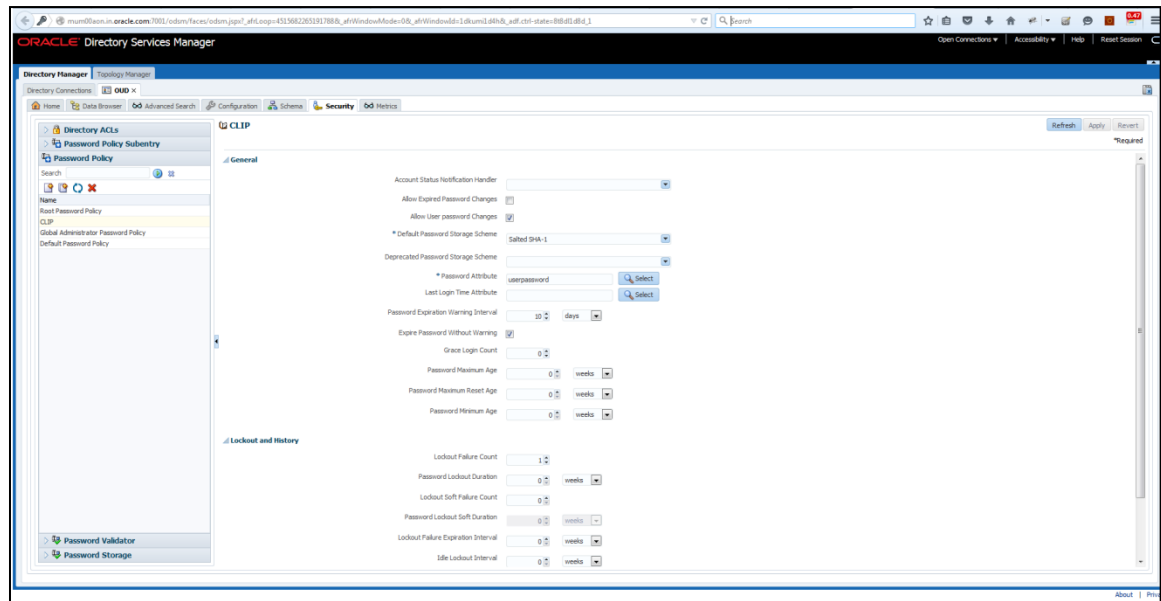 mum00aon.in.oracle.com:7001/odsm/faces/odsm.jspx?_afrLoop=4515682265191788&_afrWindowMode=0&_afrWindowId=1dkumi1d4h&_adf.ctrl-state=8t8dl1d8d_1
Search
0.47
ORACLE Directory Services Manager
Open Connections Accessibility Help Reset Session
Directory Manager Topology Manager
Directory Connections OUD ×
Home Data Browser Advanced Search Configuration Schema Security Metrics
Directory ACLs
Password Policy Subentry
Password Policy
Search
Name
Root Password Policy
CLIP
Global Administrator Password Policy
Default Password Policy
Password Validator
Password Storage
CLIP
Refresh Apply Revert
*Required
General
Account Status Notification Handler
Allow Expired Password Changes
Allow User password Changes
* Default Password Storage Scheme Salted SHA-1
Deprecated Password Storage Scheme
* Password Attribute userpassword Select
Last Login Time Attribute Select
Password Expiration Warning Interval 10 days
Expire Password Without Warning
Grace Login Count 0
Password Maximum Age 0 weeks
Password Maximum Reset Age 0 weeks
Password Minimum Age 0 weeks
Lockout and History
Lockout Failure Count 1
Password Lockout Duration 0 weeks
Lockout Soft Failure Count 0
Password Lockout Soft Duration 0 weeks
Lockout Failure Expiration Interval 0 weeks
Idle Lockout Interval 0 weeks
About | Priv